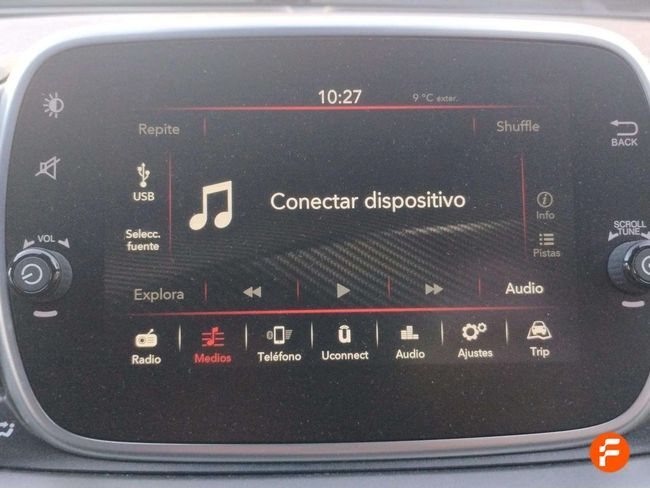 10:27 9 °C exter.
Repite Shuffle
BACK
USB Conectar dispositivo
Info
Selecc.
fuente
VOL SCROLL
TUNE
Pistas
Explora Audio
Radio Medios Teléfono Uconnect Audio Ajustes Trip